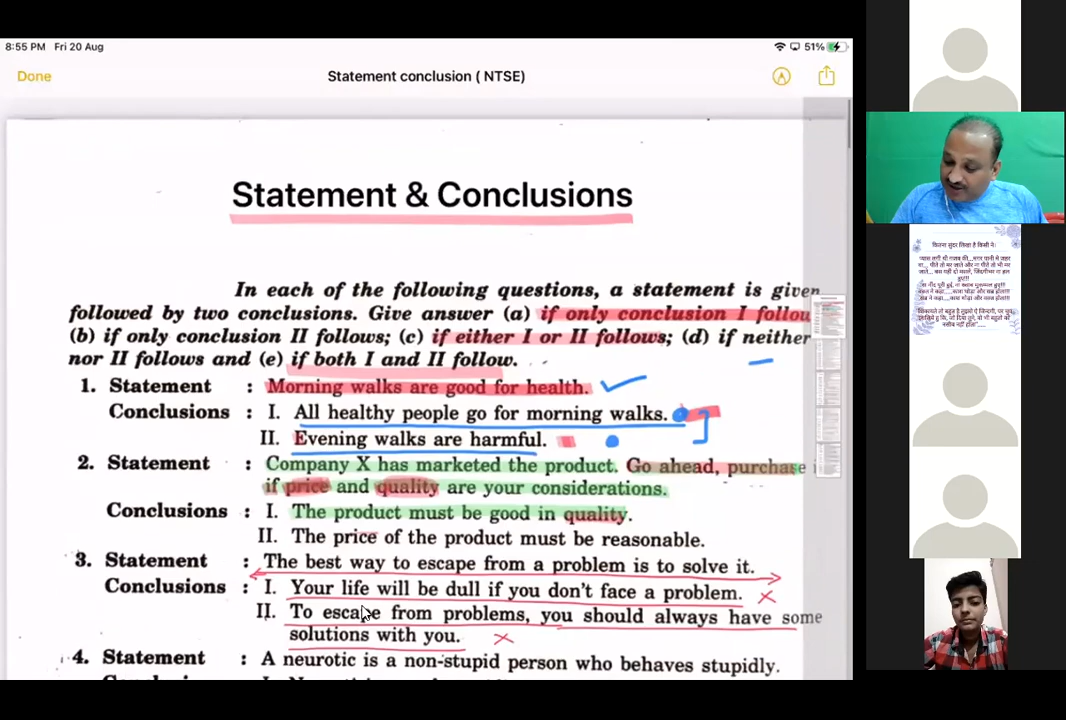 8:55 PM Fri 20 Aug
51%
Done
Statement conclusion ( NTSE)
Statement & Conclusions
In each of the following questions, a statement is given
followed by two conclusions. Give answer (a) if only conclusion I follou
(b) if only conclusion II follows; (c) if either I or II follows; (d) if neither
nor II follows and (e) if both I and II follow.
1. Statement : Morning walks are good for health.
Conclusions : I. All healthy people go for morning walks.
II. Evening walks are harmful.
2. Statement : Company X has marketed the product. Go ahead, purchase
if price and quality are your considerations.
Conclusions : I. The product must be good in quality.
II. The price of the product must be reasonable.
3. Statement : The best way to escape from a problem is to solve it.
Conclusions : I. Your life will be dull if you don't face a problem.
II. To escape from problems, you should always have some
solutions with you.
4. Statement : A neurotic is a non-stupid person who behaves stupidly.
कितना सुंदर लिखा है किसी ने।